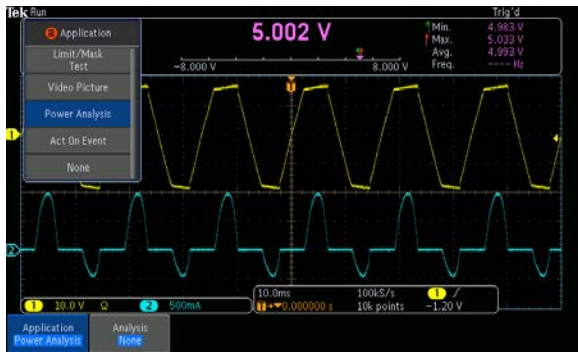 Tek Run
Trig'd
a Application
Limit/Mask
Test
Video Picture
Power Analysis
Act On Event
None
5.002 V
-8.000 V
8.000 V
Min. 4.983 V
Max. 5.033 V
Avg. 4.993 V
Freq. ---- Hz
T
1
2
1 10.0 V Ω
2 500mA
10.0ms
T→▼0.000000 s
100kS/s
10k points
1 /
-1.20 V
Application
Power Analysis
Analysis
None